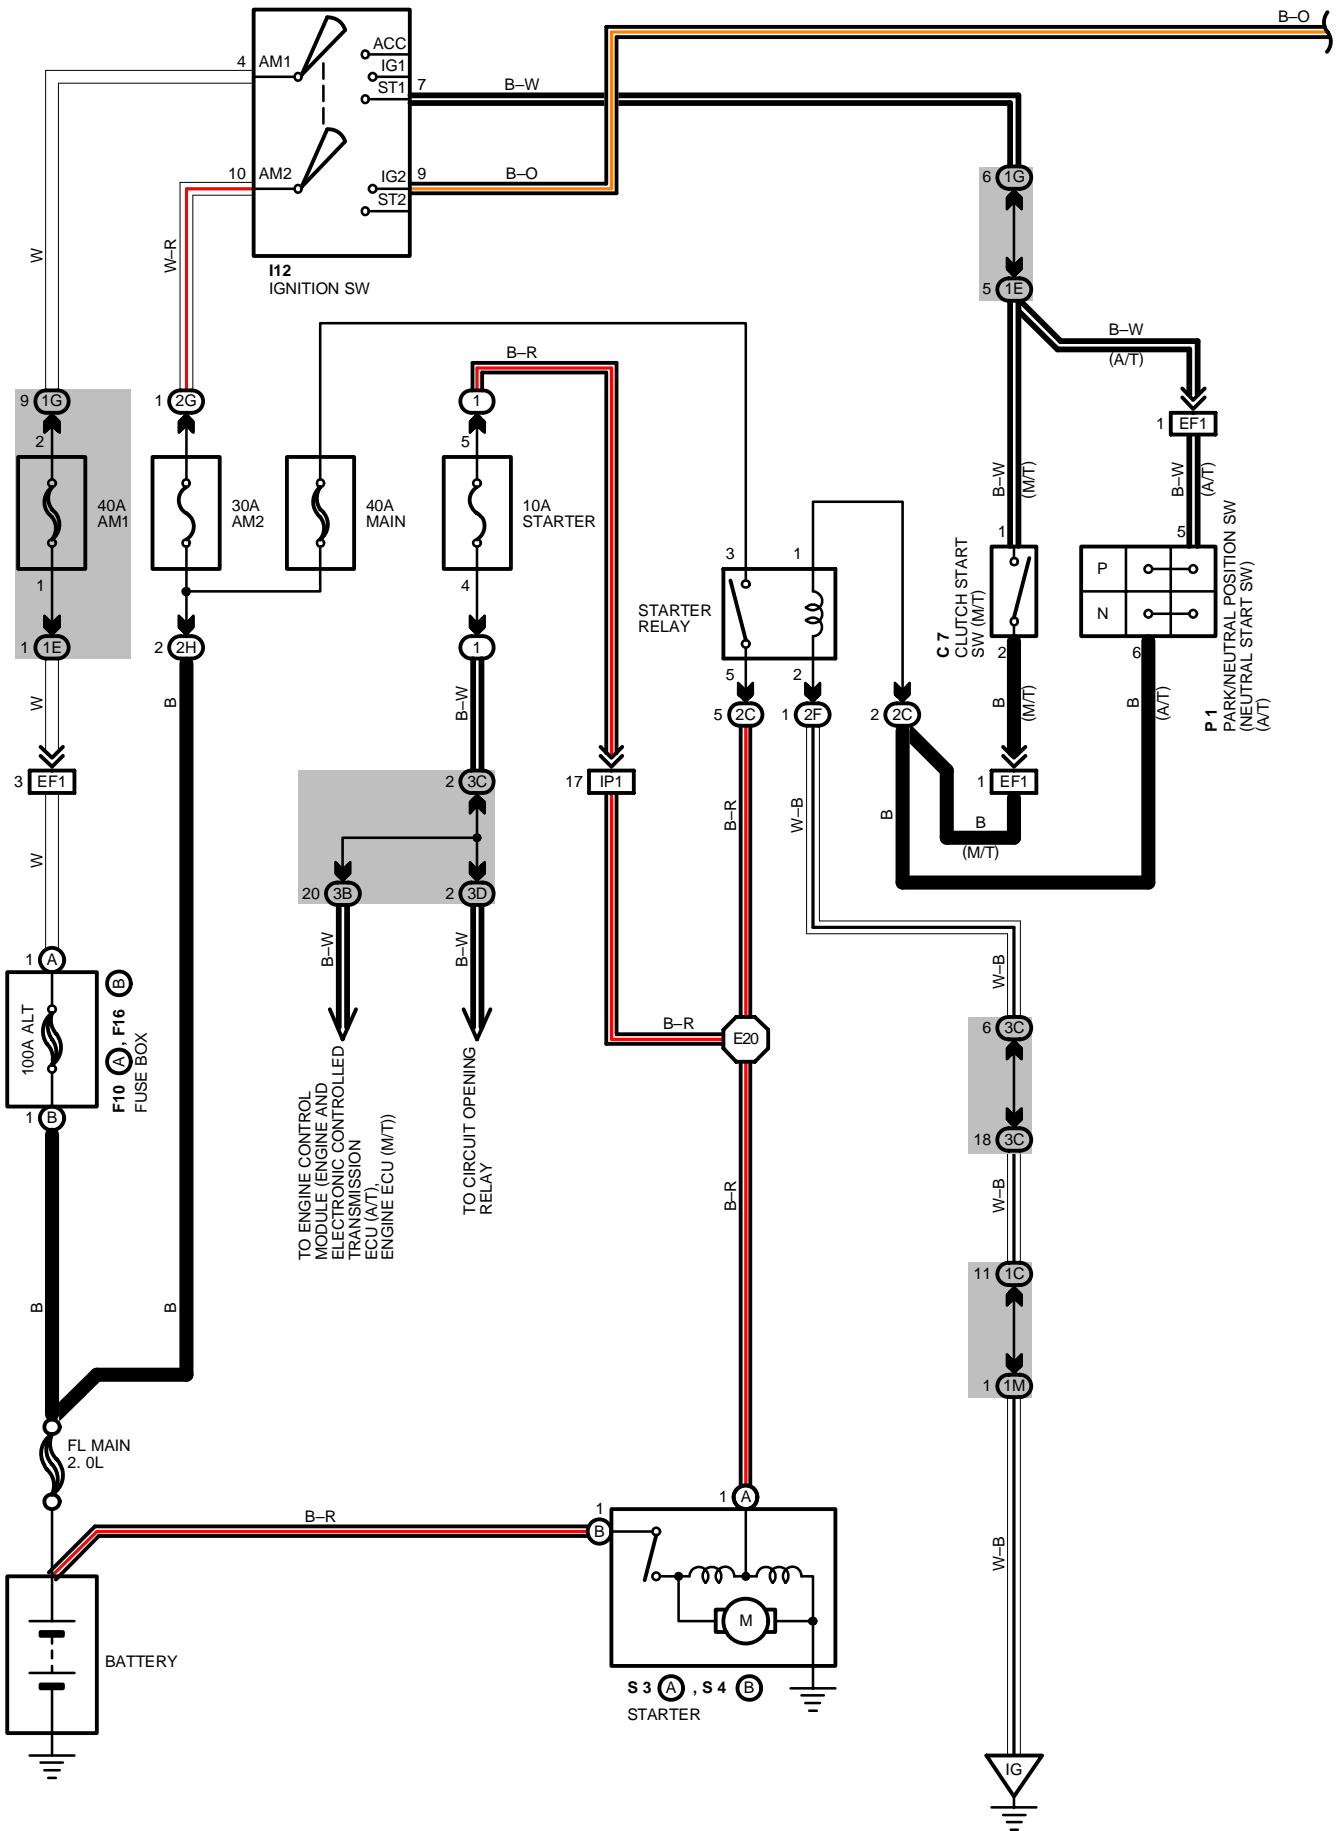 B–O
4 AM1
ACC
IG1
ST1
7
B–W
10 AM2
IG2
9
B–O
ST2
W
W–R
I12
IGNITION SW
6 1G
5 1E
B–W
(A/T)
1 EF1
B–R
9 1G
1 2G
1
2
5
40A
AM1
30A
AM2
40A
MAIN
10A
STARTER
B–W
(M/T)
B–W
(A/T)
1
4
3
1
1
5
STARTER
RELAY
P
N
C 7
CLUTCH START
SW (M/T)
P 1
PARK/NEUTRAL POSITION SW
(NEUTRAL START SW)
(A/T)
1 1E
2 2H
1
5
2
2
6
W
B
B–W
5 2C
1 2F
2 2C
B
(M/T)
B
(A/T)
3 EF1
2 3C
17 IP1
1 EF1
B–R
W–B
B
B
(M/T)
W
20 3B
2 3D
B–W
B–W
1 A
100A ALT
F10 A , F16 B
FUSE BOX
1 B
W–B
B–R
E20
6 3C
TO ENGINE CONTROL
MODULE (ENGINE AND
ELECTRONIC CONTROLLED
TRANSMISSION
ECU (A/T),
ENGINE ECU (M/T))
TO CIRCUIT OPENING
RELAY
18 3C
B–R
W–B
11 1C
B
B
1 1M
FL MAIN
2. 0L
B–R
1
B
1 A
W–B
M
BATTERY
S 3 A , S 4 B
STARTER
IG